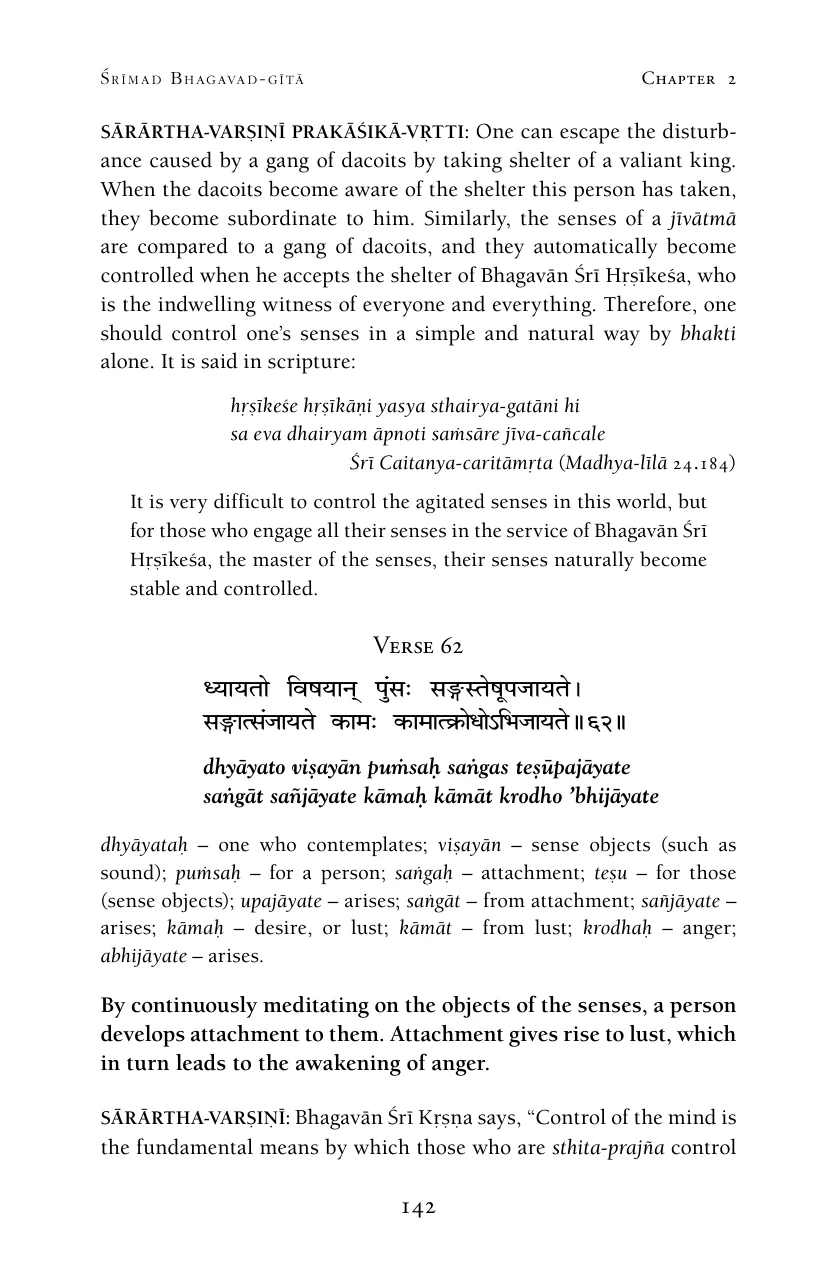 Śrīmad Bhagavad-gītā Chapter 2
SĀRĀRTHA-VARṢIṆĪ PRAKĀŚIKĀ-VṚTTI: One can escape the disturb-
ance caused by a gang of dacoits by taking shelter of a valiant king.
When the dacoits become aware of the shelter this person has taken,
they become subordinate to him. Similarly, the senses of a jīvātmā
are compared to a gang of dacoits, and they automatically become
controlled when he accepts the shelter of Bhagavān Śrī Hṛṣīkeśa, who
is the indwelling witness of everyone and everything. Therefore, one
should control one’s senses in a simple and natural way by bhakti
alone. It is said in scripture:
hṛṣīkeśe hṛṣīkāṇi yasya sthairya-gatāni hi
sa eva dhairyam āpnoti saṁsāre jīva-cañcale
Śrī Caitanya-caritāmṛta (Madhya-līlā 24.184)
It is very difficult to control the agitated senses in this world, but
for those who engage all their senses in the service of Bhagavān Śrī
Hṛṣīkeśa, the master of the senses, their senses naturally become
stable and controlled.
Verse 62
ध्यायतो विषयान् पुंसः सङ्गस्तेषूपजायते।
सङ्गात्संजायते कामः कामात्क्रोधोऽभिजायते॥६२॥
dhyāyato viṣayān puṁsaḥ saṅgas teṣūpajāyate
saṅgāt sañjāyate kāmaḥ kāmāt krodho ’bhijāyate
dhyāyataḥ – one who contemplates; viṣayān – sense objects (such as
sound); puṁsaḥ – for a person; saṅgaḥ – attachment; teṣu – for those
(sense objects); upajāyate – arises; saṅgāt – from attachment; sañjāyate –
arises; kāmaḥ – desire, or lust; kāmāt – from lust; krodhaḥ – anger;
abhijāyate – arises.
By continuously meditating on the objects of the senses, a person
develops attachment to them. Attachment gives rise to lust, which
in turn leads to the awakening of anger.
SĀRĀRTHA-VARṢIṆĪ: Bhagavān Śrī Kṛṣṇa says, “Control of the mind is
the fundamental means by which those who are sthita-prajña control
142